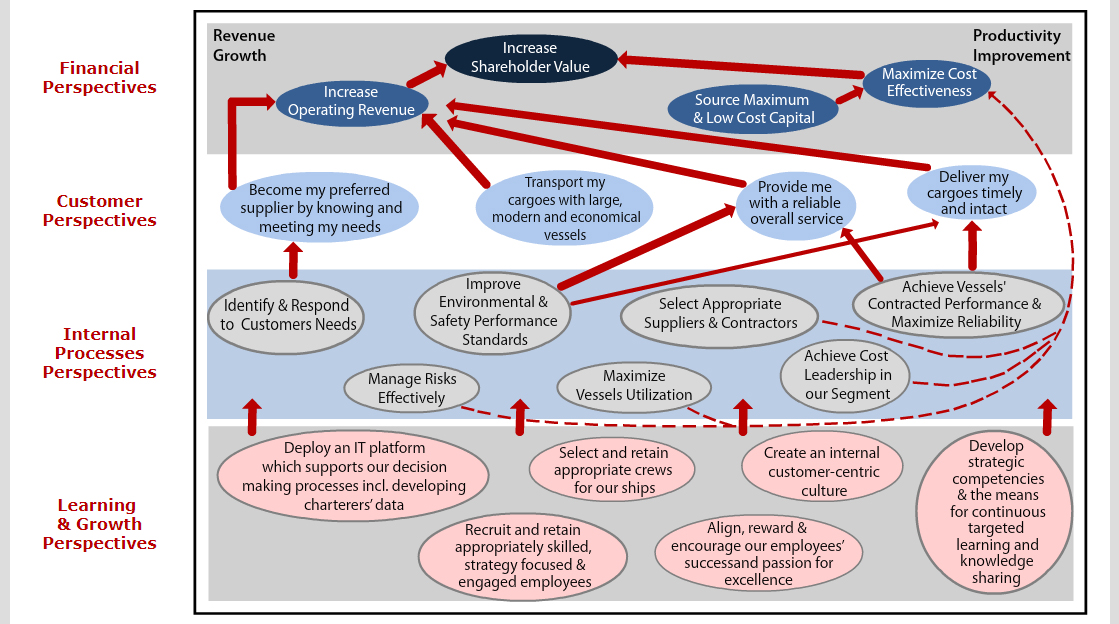 Financial
Perspectives
Revenue
Growth
Increase
Shareholder Value
Productivity
Improvement
Increase
Operating Revenue
Source Maximum
& Low Cost Capital
Maximize Cost
Effectiveness
Customer
Perspectives
Become my preferred
supplier by knowing and
meeting my needs
Transport my
cargoes with large,
modern and economical
vessels
Provide me
with a reliable
overall service
Deliver my
cargoes timely
and intact
Internal
Processes
Perspectives
Identify & Respond
to Customers Needs
Improve
Environmental &
Safety Performance
Standards
Select Appropriate
Suppliers & Contractors
Achieve Vessels'
Contracted Performance &
Maximize Reliability
Manage Risks
Effectively
Maximize
Vessels Utilization
Achieve Cost
Leadership in
our Segment
Learning
& Growth
Perspectives
Deploy an IT platform
which supports our decision
making processes incl. developing
charterers' data
Select and retain
appropriate crews
for our ships
Create an internal
customer-centric
culture
Develop
strategic
competencies
& the means
for continuous
targeted
learning and
knowledge
sharing
Recruit and retain
appropriately skilled,
strategy focused &
engaged employees
Align, reward &
encourage our employees'
successand passion for
excellence